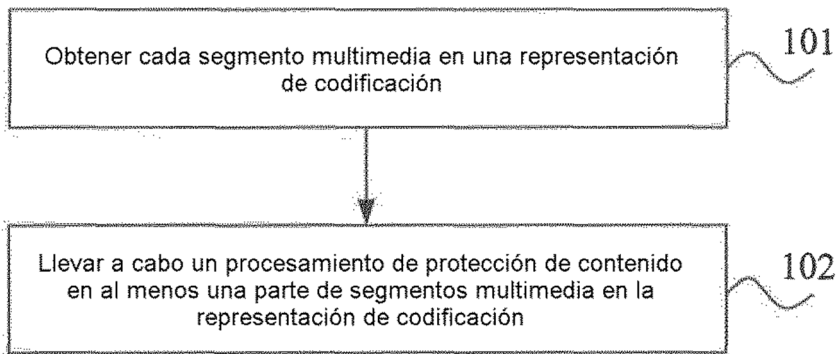 Obtener cada segmento multimedia en una representación
de codificación
101
Llevar a cabo un procesamiento de protección de contenido
en al menos una parte de segmentos multimedia en la
representación de codificación
102